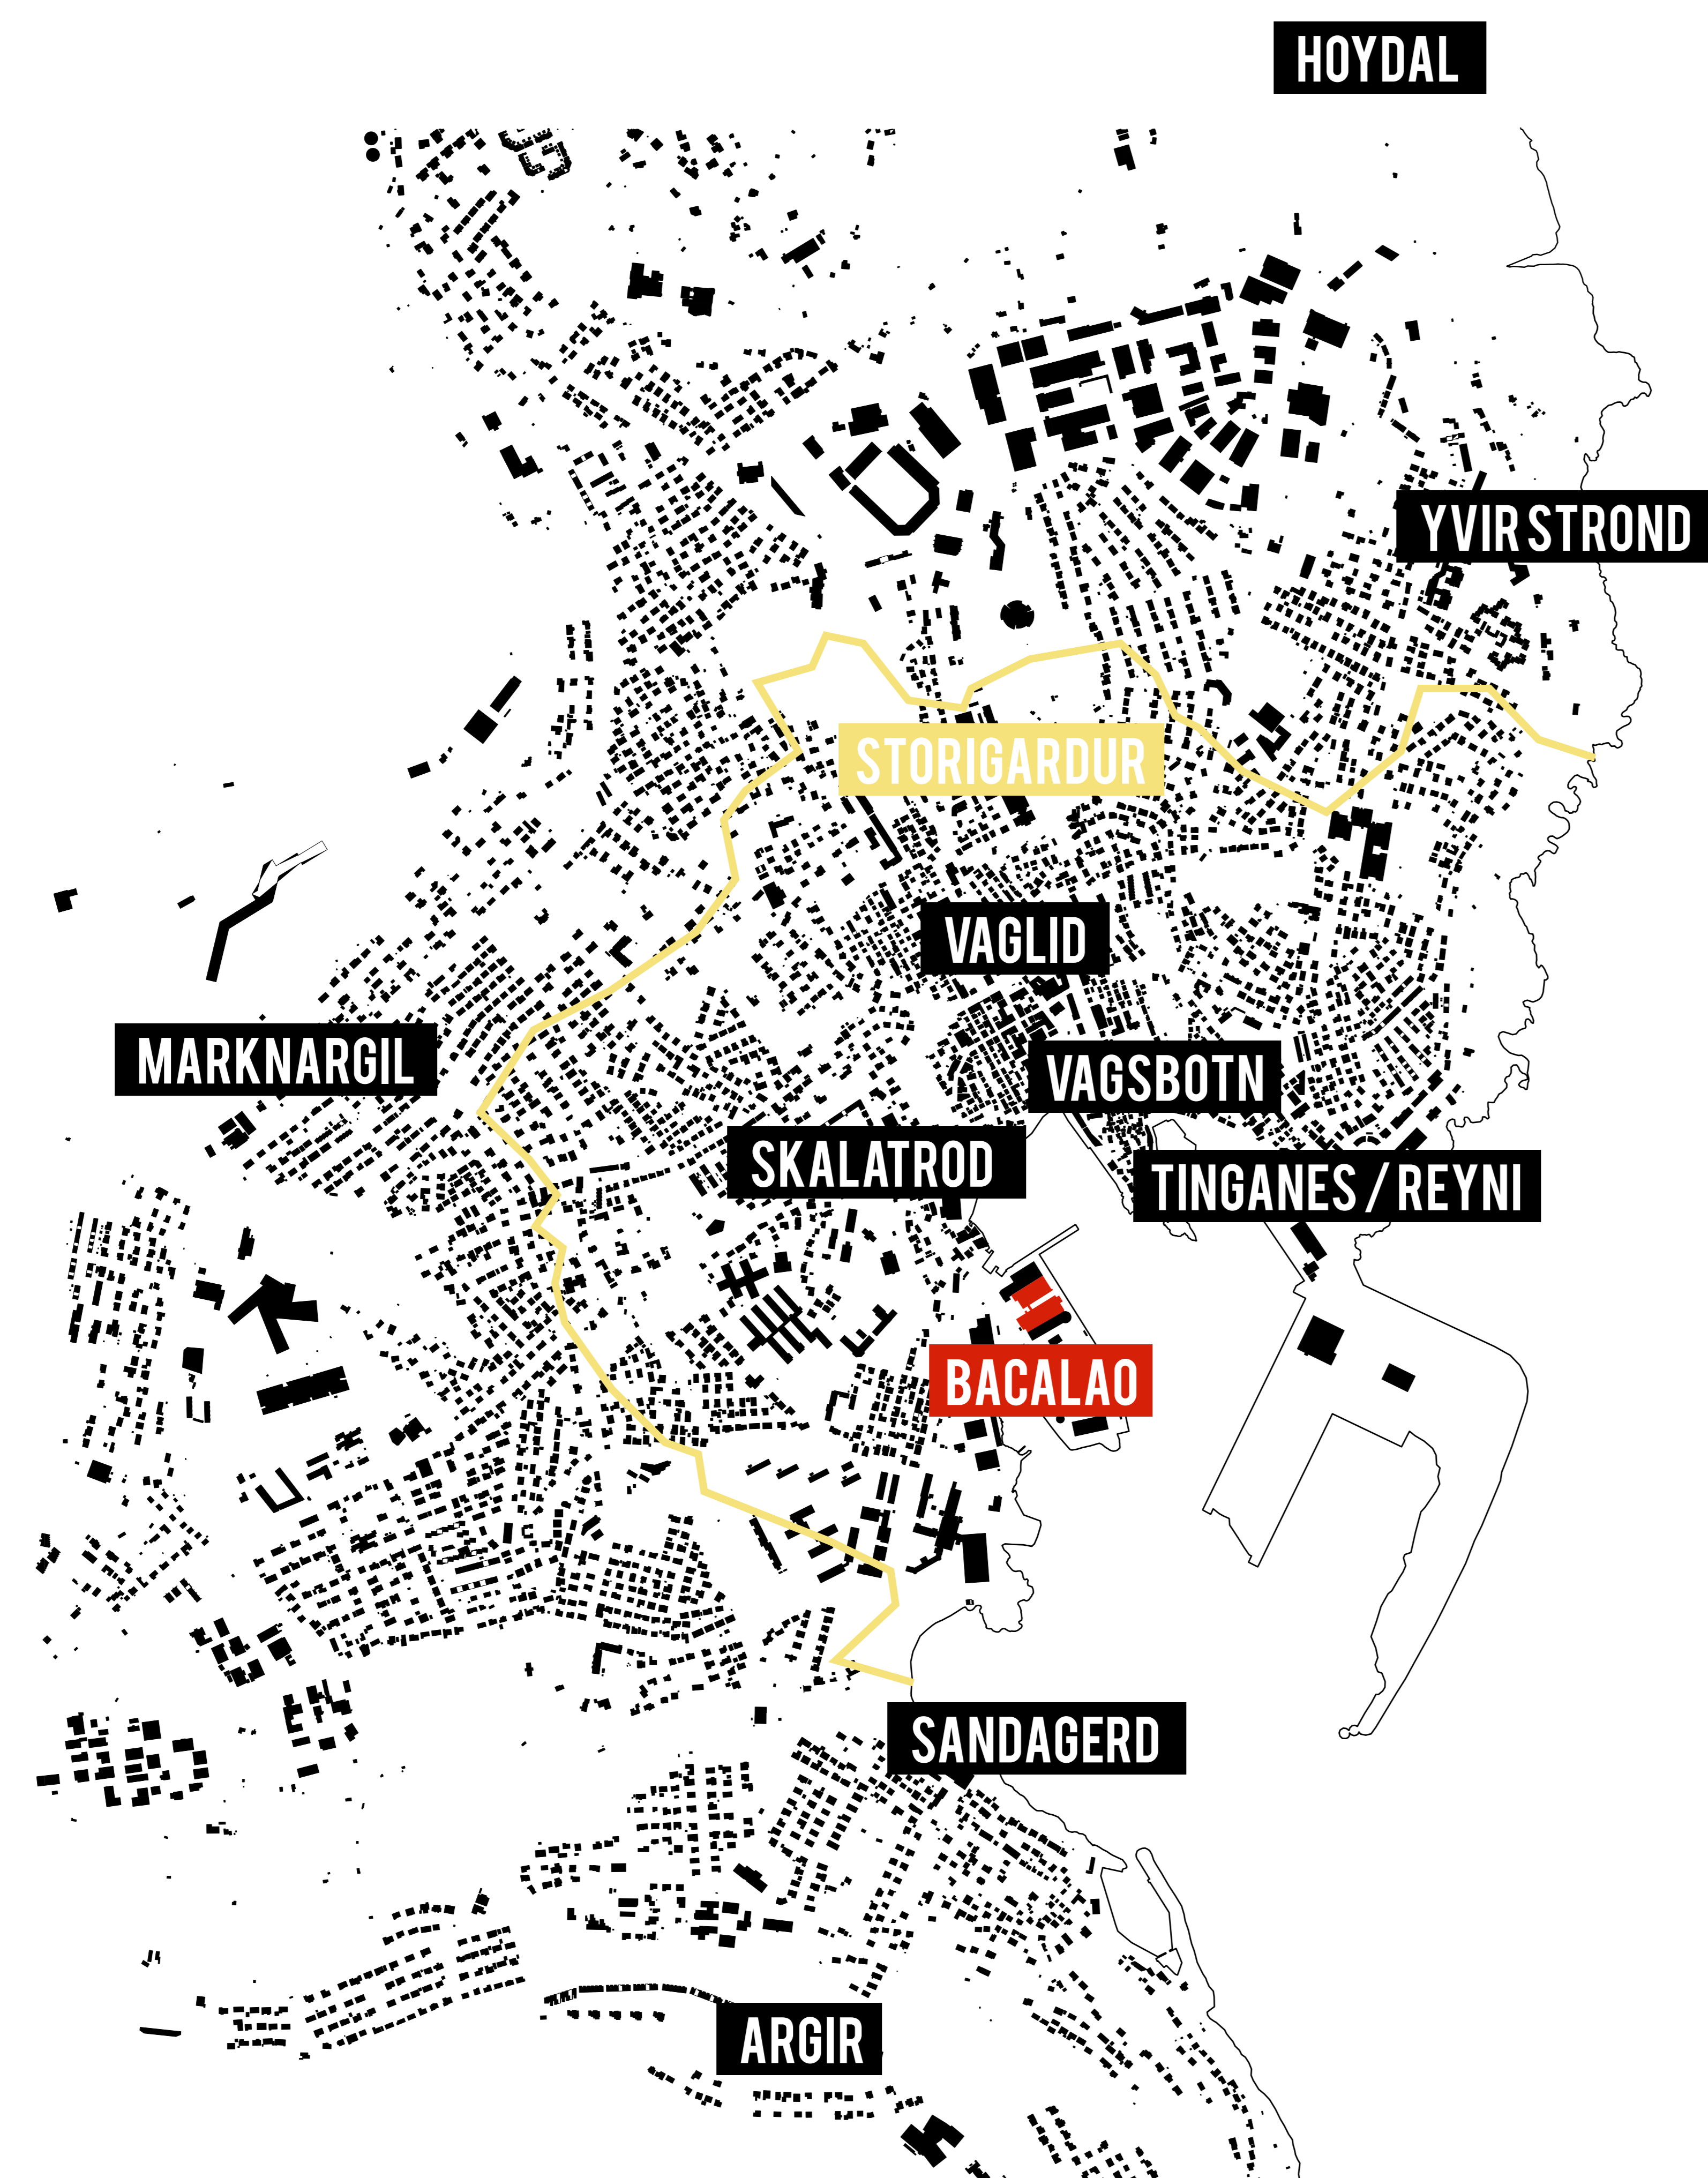 HOYDAL
YVIR STROND
STORIGARDUR
VAGLID
MARKNARGIL
VAGSBOTN
SKALATROD
TINGANES / REYNI
BACALAO
SANDAGERD
ARGIR